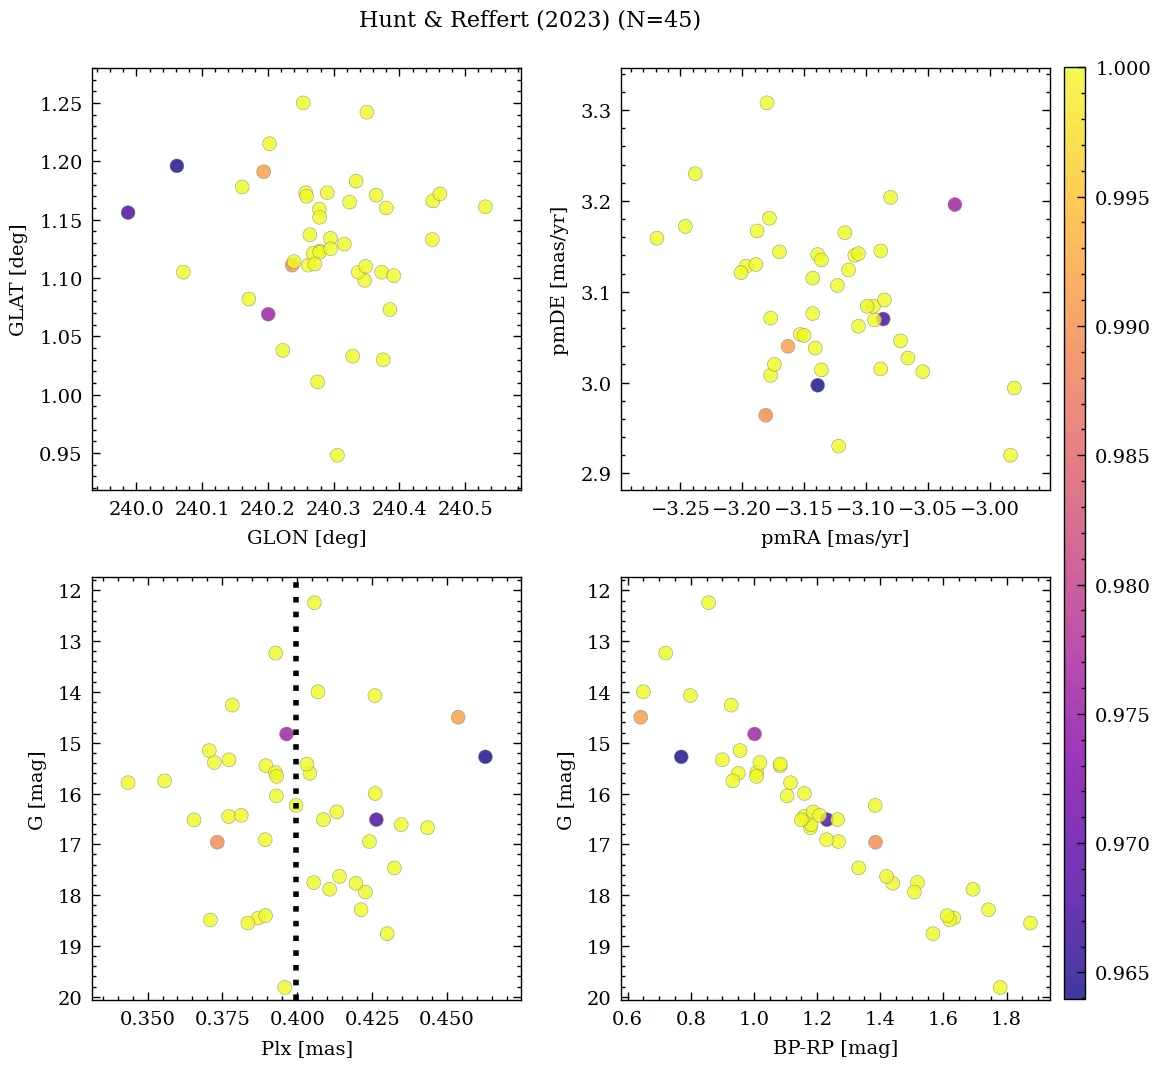 Hunt & Reffert (2023) (N=45)
1.25
1.20
1.15
1.10
1.05
1.00
0.95
GLAT [deg]
240.0 240.1 240.2 240.3 240.4 240.5
GLON [deg]
3.3
3.2
3.1
3.0
2.9
pmDE [mas/yr]
−3.25 −3.20 −3.15 −3.10 −3.05 −3.00
pmRA [mas/yr]
12
13
14
15
16
17
18
19
20
G [mag]
0.350 0.375 0.400 0.425 0.450
Plx [mas]
12
13
14
15
16
17
18
19
20
G [mag]
0.6 0.8 1.0 1.2 1.4 1.6 1.8
BP-RP [mag]
1.000
0.995
0.990
0.985
0.980
0.975
0.970
0.965